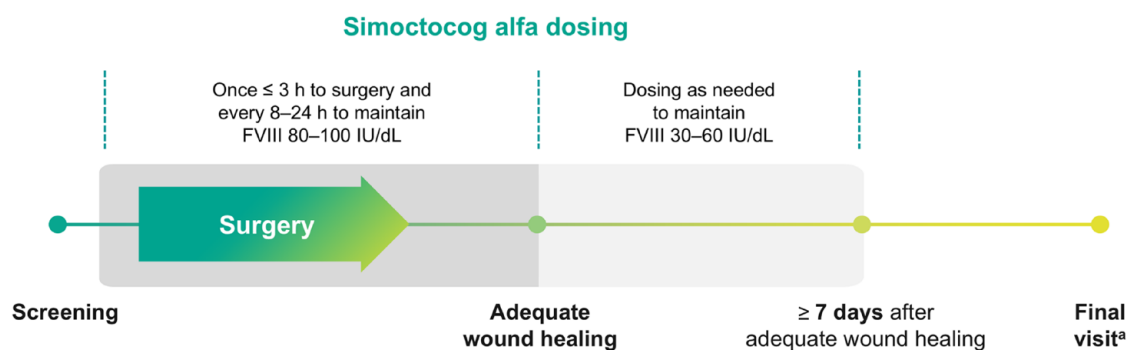 Simoctocog alfa dosing
Once ≤ 3 h to surgery and
every 8–24 h to maintain
FVIII 80–100 IU/dL
Dosing as needed
to maintain
FVIII 30–60 IU/dL
Surgery
Screening
Adequate
wound healing
≥ 7 days after
adequate wound healing
Final
visitᵃ